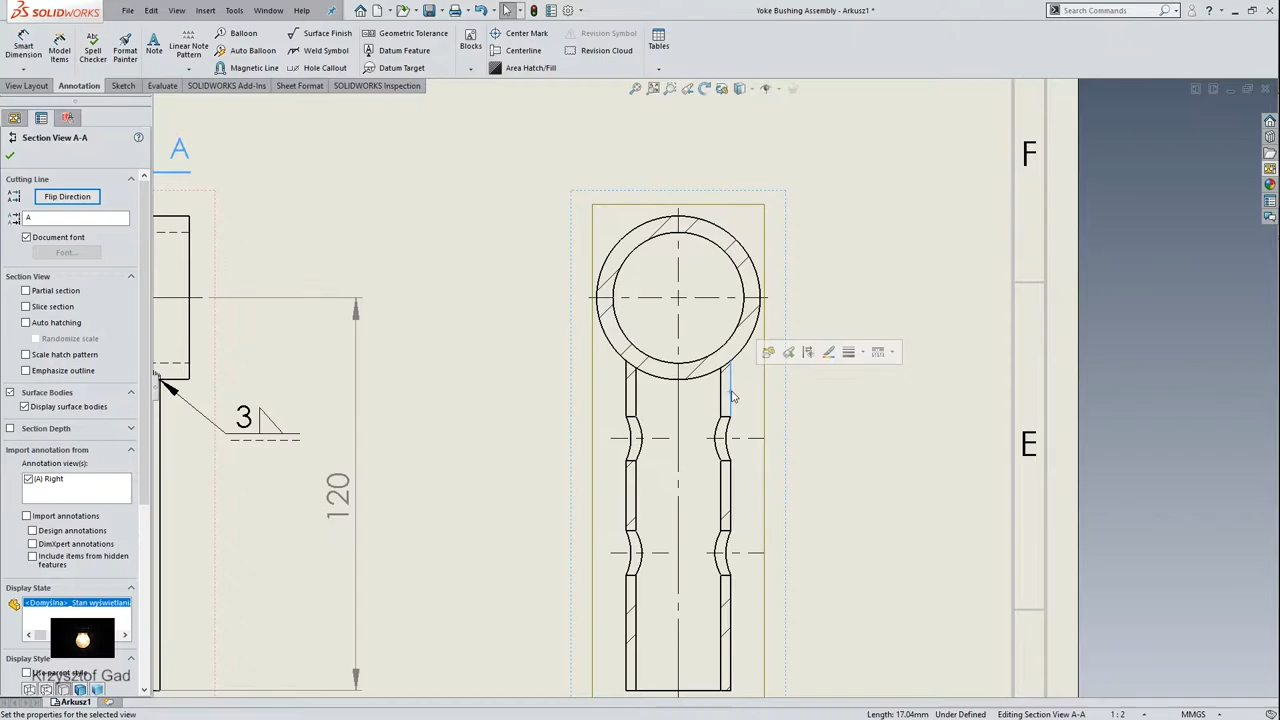 SOLIDWORKS
File Edit View Insert Tools Window Help
Yoke Bushing Assembly - Arkusz1 *
Search Commands
Smart Dimension
Model Items
Spell Checker
Format Painter
Note
Linear Note Pattern
Balloon
Auto Balloon
Magnetic Line
Surface Finish
Weld Symbol
Hole Callout
Geometric Tolerance
Datum Feature
Datum Target
Blocks
Center Mark
Centerline
Area Hatch/Fill
Revision Symbol
Revision Cloud
Tables
View Layout Annotation Sketch Evaluate SOLIDWORKS Add-Ins Sheet Format SOLIDWORKS Inspection
Section View A-A
Cutting Line
Flip Direction
A
Document font
Font...
Section View
Partial section
Slice section
Auto hatching
Randomize scale
Scale hatch pattern
Emphasize outline
Surface Bodies
Display surface bodies
Section Depth
Import annotation from
Annotation view(s):
(A) Right
Import annotations
Design annotations
DimXpert annotations
Include items from hidden
features
Display State
<Domyślna>_Stan wyświetlani
Display Style
Krzysztof Gad
A
3
120
F
E
Arkusz1
Set the properties for the selected view
Length: 17.04mm Under Defined Editing Section View A-A 1 : 2 MMGS